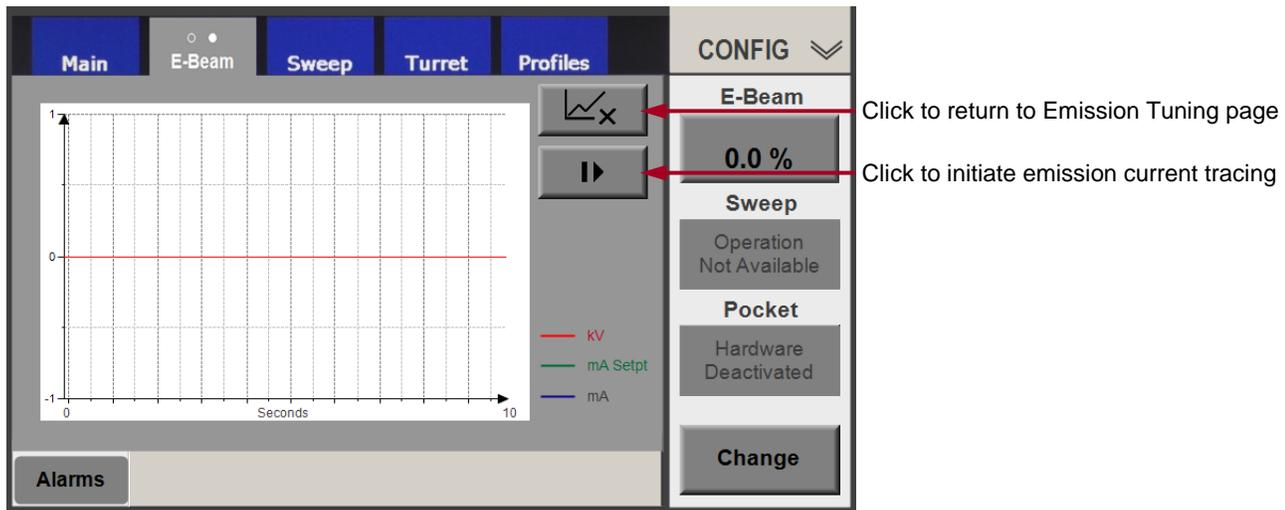 Main
E-Beam
Sweep
Turret
Profiles
CONFIG
1
0
-1
0
Seconds
10
kV
mA Setpt
mA
E-Beam
0.0 %
Sweep
Operation
Not Available
Pocket
Hardware
Deactivated
Change
Alarms
Click to return to Emission Tuning page
Click to initiate emission current tracing